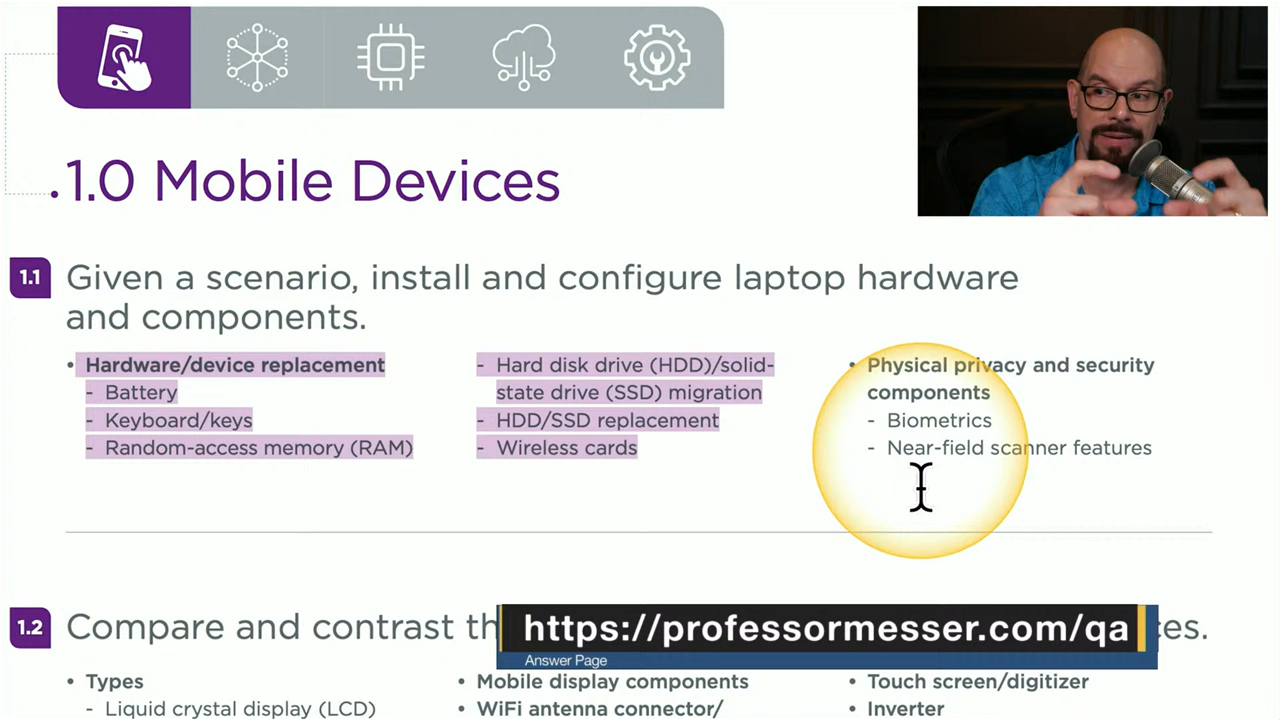 1.0 Mobile Devices
1.1
Given a scenario, install and configure laptop hardware
and components.
• Hardware/device replacement
- Battery
- Keyboard/keys
- Random-access memory (RAM)
- Hard disk drive (HDD)/solid-
state drive (SSD) migration
- HDD/SSD replacement
- Wireless cards
• Physical privacy and security
components
- Biometrics
- Near-field scanner features
1.2
Compare and contrast th
es.
https://professormesser.com/qa
Answer Page
• Types
- Liquid crystal display (LCD)
• Mobile display components
• WiFi antenna connector/
• Touch screen/digitizer
• Inverter